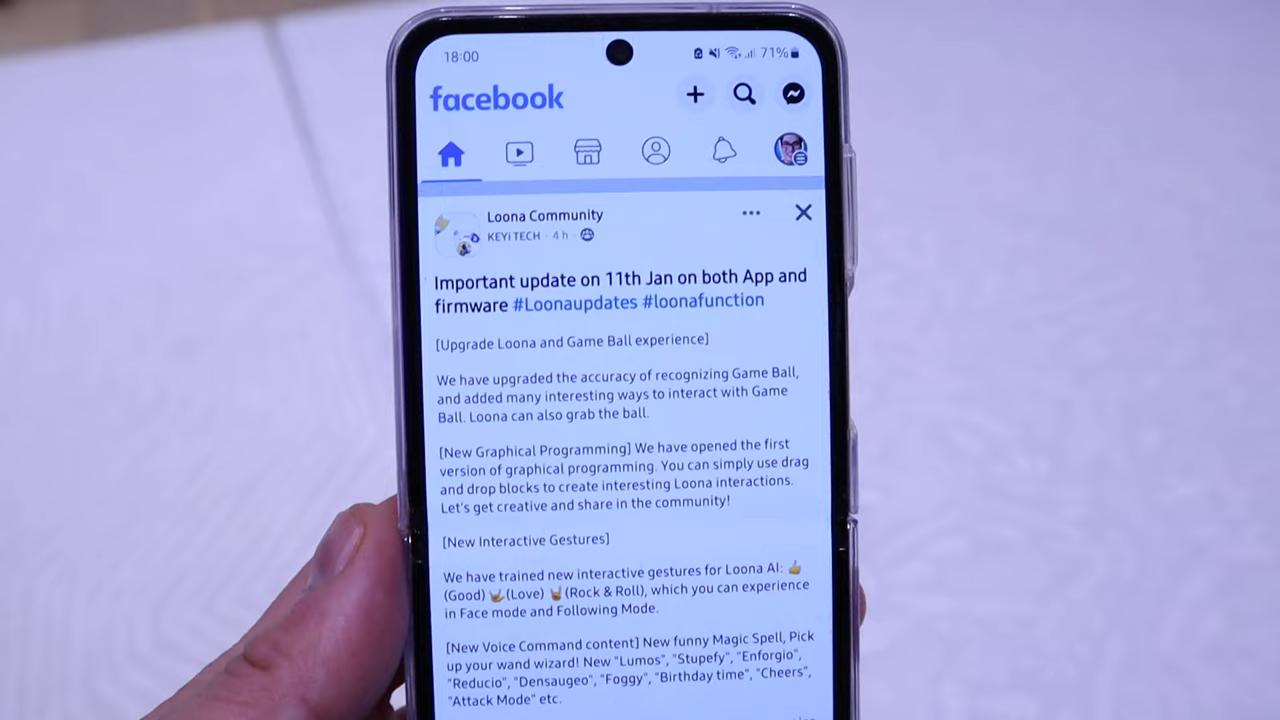 18:00
71%
facebook
Loona Community
KEYi TECH · 4 h ·
Important update on 11th Jan on both App and
firmware #Loonaupdates #loonafunction
[Upgrade Loona and Game Ball experience]
We have upgraded the accuracy of recognizing Game Ball,
and added many interesting ways to interact with Game
Ball. Loona can also grab the ball.
[New Graphical Programming] We have opened the first
version of graphical programming. You can simply use drag
and drop blocks to create interesting Loona interactions.
Let's get creative and share in the community!
[New Interactive Gestures]
We have trained new interactive gestures for Loona AI: 👍
(Good) 🤟(Love) 🤘(Rock & Roll), which you can experience
in Face mode and Following Mode.
[New Voice Command content] New funny Magic Spell, Pick
up your wand wizard! New "Lumos", "Stupefy", "Enforgio",
"Reducio", "Densaugeo", "Foggy", "Birthday time", "Cheers",
"Attack Mode" etc.